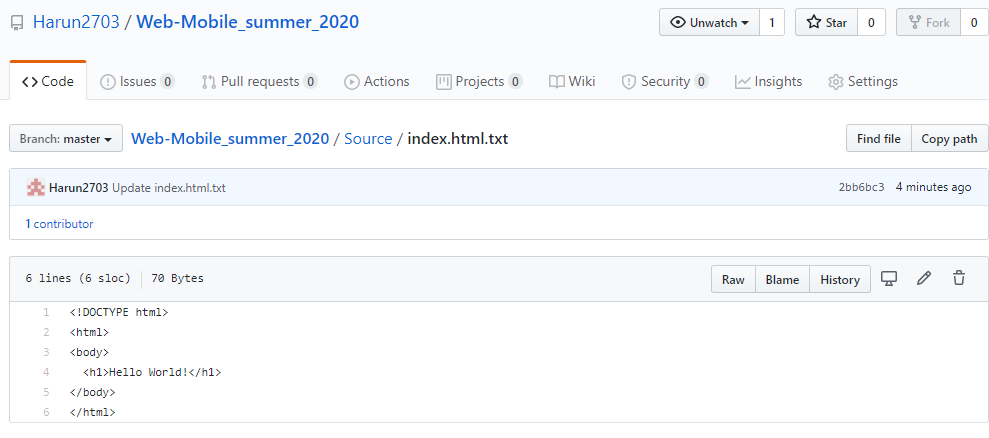 Harun2703 / Web-Mobile_summer_2020 Unwatch 1 Star 0 Fork 0
Code Issues 0 Pull requests 0 Actions Projects 0 Wiki Security 0 Insights Settings
Branch: master Web-Mobile_summer_2020 / Source / index.html.txt Find file Copy path
Harun2703 Update index.html.txt 2bb6bc3 4 minutes ago
1 contributor
6 lines (6 sloc) 70 Bytes Raw Blame History
1 <!DOCTYPE html>
2 <html>
3 <body>
4 <h1>Hello World!</h1>
5 </body>
6 </html>